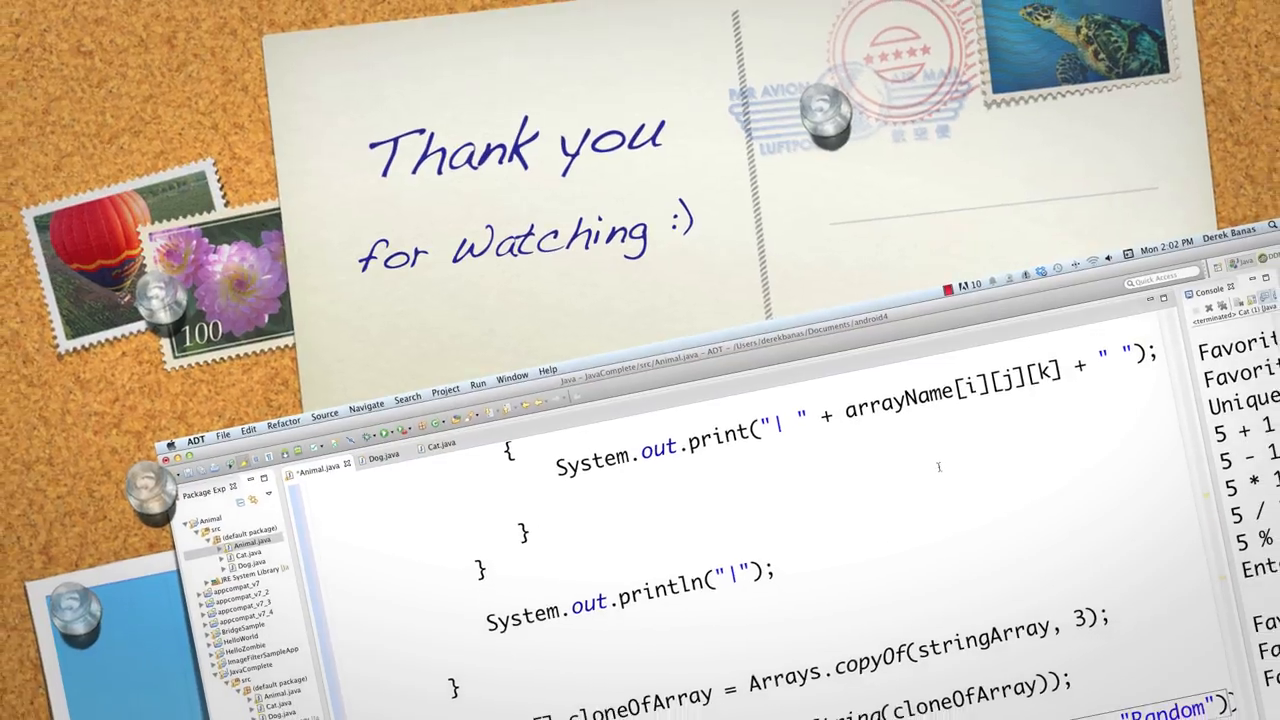 Thank you
for Watching :)
PAR AVION
AIR MAIL
航空便
100
10
Mon 2:02 PM
Derek Banas
ADT File Edit Refactor Source Navigate Search Project Run Window Help
Java - JavaComplete/src/Animal.java - ADT - /Users/derekbanas/Documents/android4
Quick Access
Java
*Animal.java
Dog.java
Cat.java
Package Exp
Animal
src
(default package)
Animal.java
Cat.java
Dog.java
JRE System Library [Ja
appcompat_v7
appcompat_v7_2
appcompat_v7_3
appcompat_v7_4
BridgeSample
HelloWorld
HelloZombie
ImageFilterSampleApp
JavaComplete
src
(default package)
Animal.java
Cat.java
Dog.java
{
System.out.print("| " + arrayName[i][j][k] + " ");
}
}
System.out.println("|");
}
cloneOfArray = Arrays.copyOf(stringArray, 3);
(cloneOfArray));
"Random")
Console
<terminated> Cat (1) [Java
Favorit
Favorit
Unique
5 + 1
5 - 1
5 * 1
5 /
5 %
Ente
Fav
Fa
F